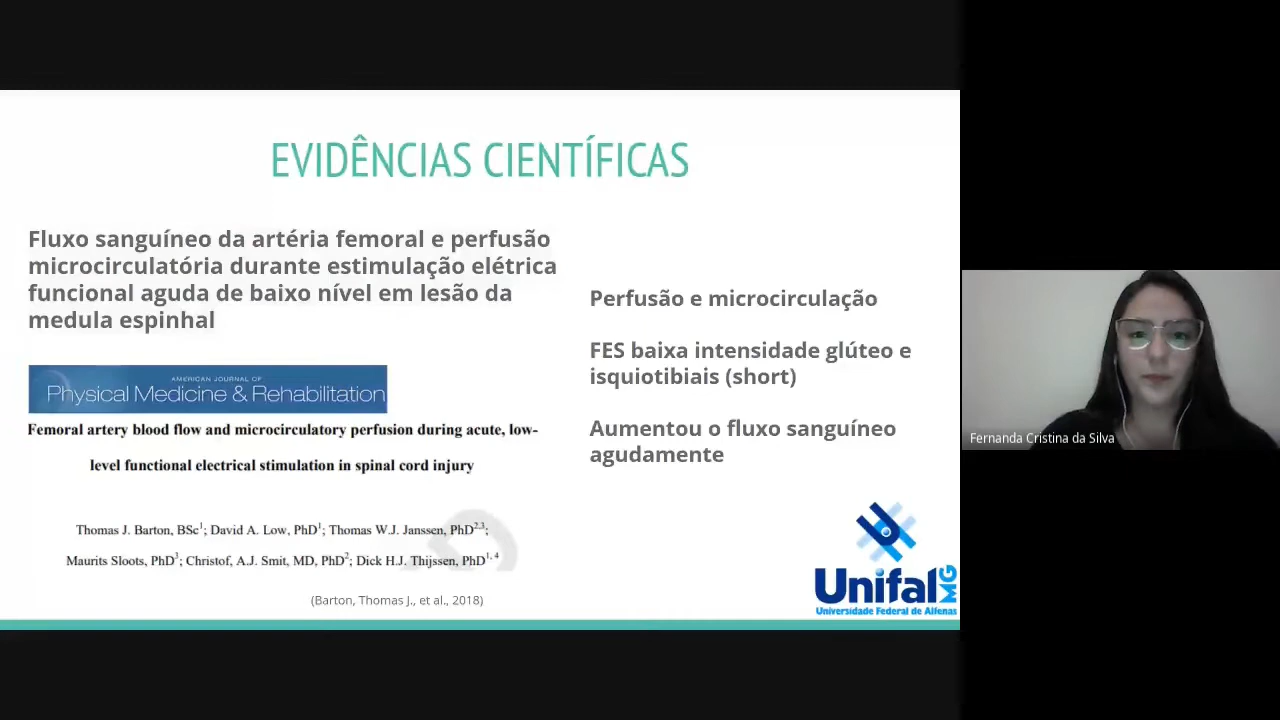 EVIDÊNCIAS CIENTÍFICAS
Fluxo sanguíneo da artéria femoral e perfusão
microcirculatória durante estimulação elétrica
funcional aguda de baixo nível em lesão da
medula espinhal
AMERICAN JOURNAL OF
Physical Medicine & Rehabilitation
Femoral artery blood flow and microcirculatory perfusion during acute, low-
level functional electrical stimulation in spinal cord injury
Thomas J. Barton, BSc1; David A. Low, PhD1; Thomas W.J. Janssen, PhD2,3;
Maurits Sloots, PhD3; Christof, A.J. Smit, MD, PhD2; Dick H.J. Thijssen, PhD1, 4
(Barton, Thomas J., et al., 2018)
Perfusão e microcirculação
FES baixa intensidade glúteo e
isquiotibiais (short)
Aumentou o fluxo sanguíneo
agudamente
Unifal MG
Universidade Federal de Alfenas
Fernanda Cristina da Silva